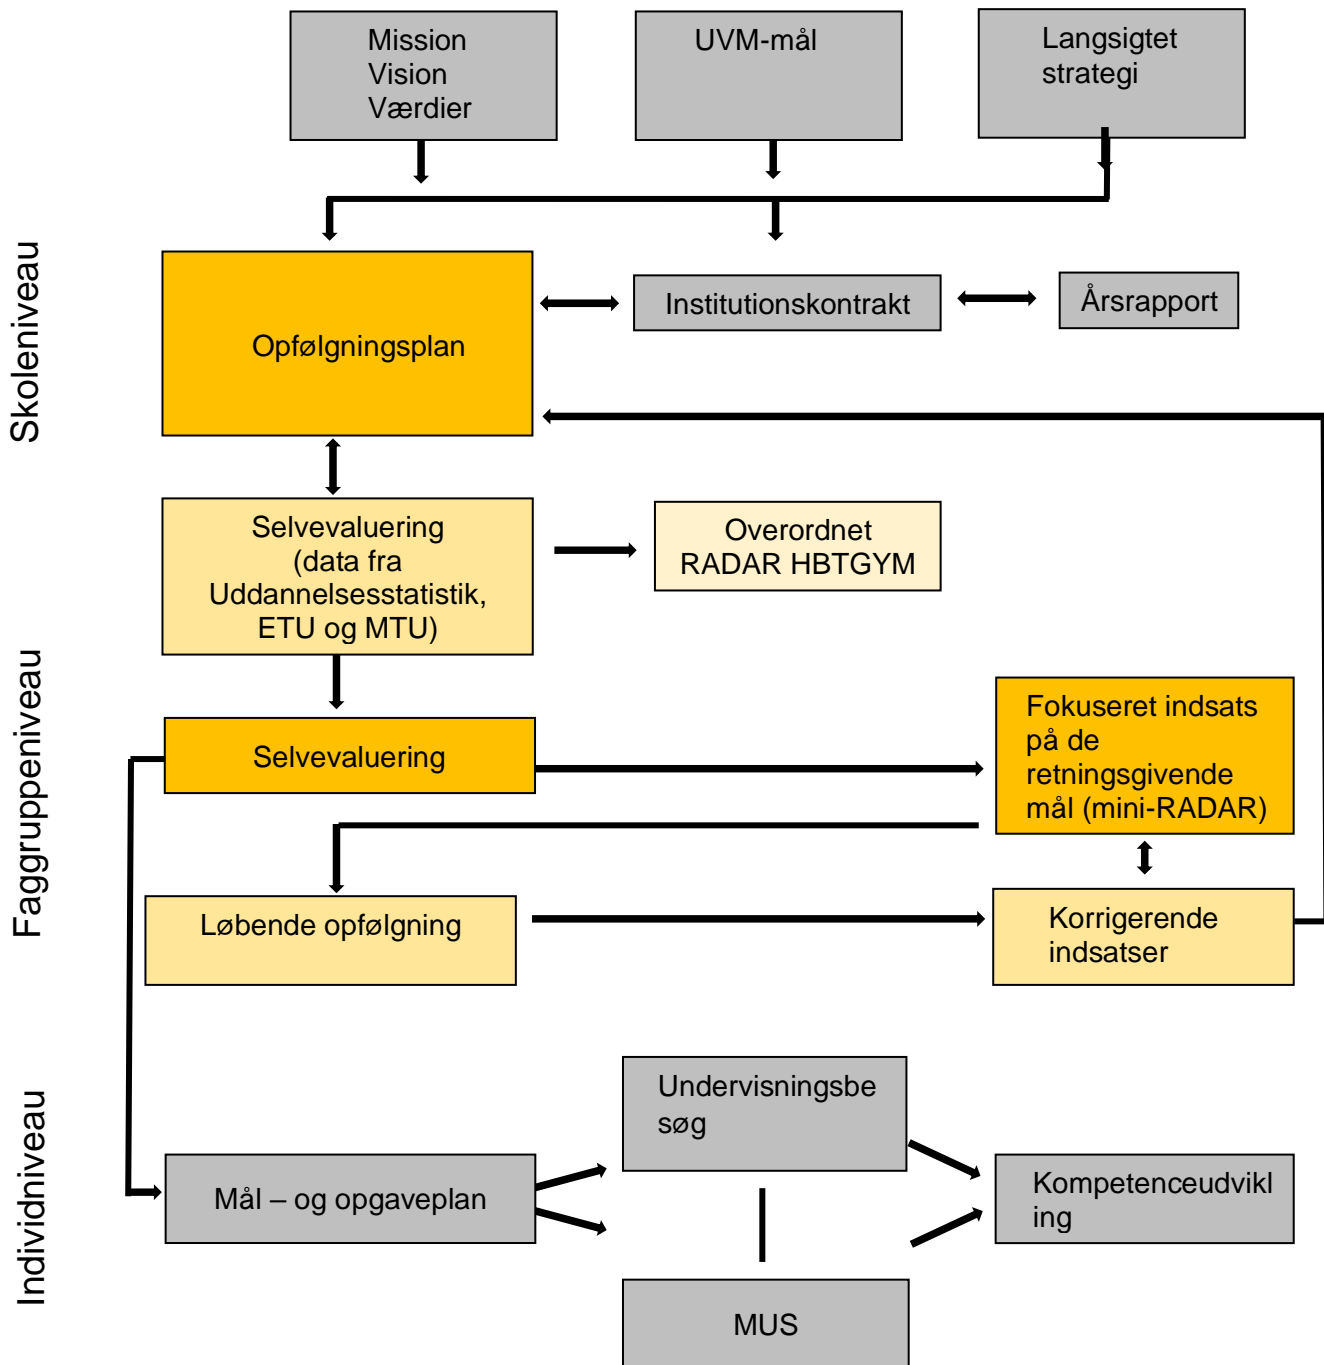 Mission
Vision
Værdier
UVM-mål
Langsigtet
strategi
Skoleniveau
Opfølgningsplan
Institutionskontrakt
Årsrapport
Selvevaluering
(data fra
Uddannelsesstatistik,
ETU og MTU)
Overordnet
RADAR HBTGYM
Faggruppeniveau
Selvevaluering
Fokuseret indsats
på de
retningsgivende
mål (mini-RADAR)
Løbende opfølgning
Korrigerende
indsatser
Individniveau
Mål – og opgaveplan
Undervisningsbe
søg
Kompetenceudvikl
ing
MUS